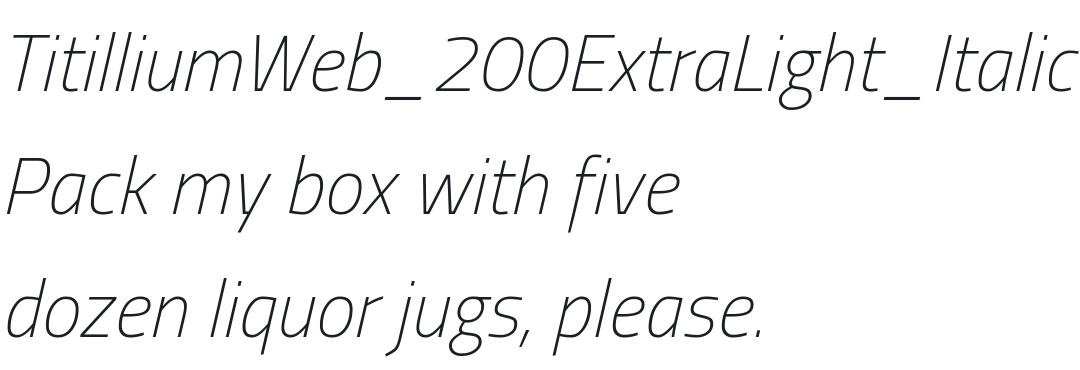 TitilliumWeb_200ExtraLight_Italic
Pack my box with five
dozen liquor jugs, please.